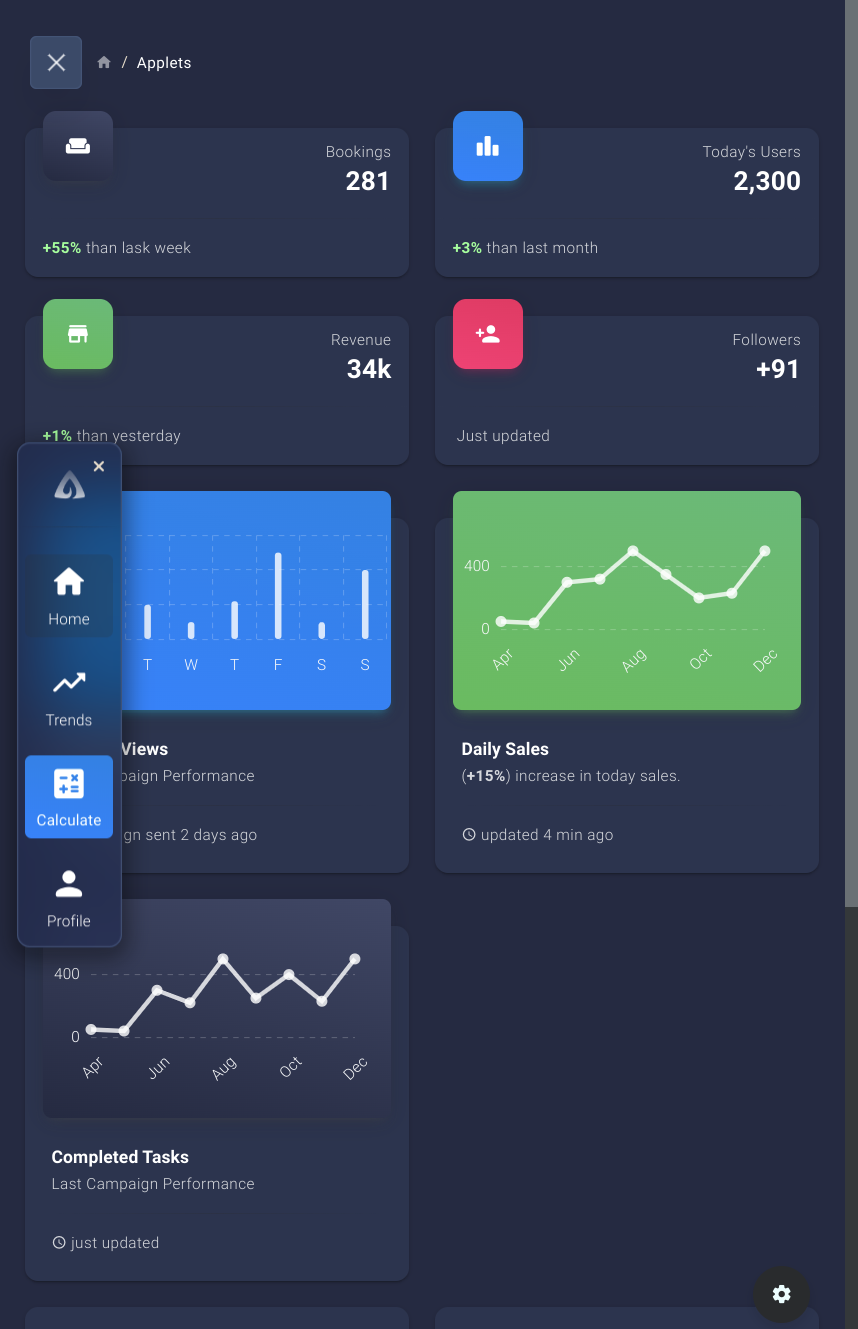 / Applets
Bookings
281
+55% than lask week
Today's Users
2,300
+3% than last month
Revenue
34k
+1% than yesterday
Followers
+91
Just updated
Home
Trends
Calculate
Profile
T W T F S S
Views
Performance
sent 2 days ago
400
0
Apr Jun Aug Oct Dec
Daily Sales
(+15%) increase in today sales.
updated 4 min ago
400
0
Apr Jun Aug Oct Dec
Completed Tasks
Last Campaign Performance
just updated